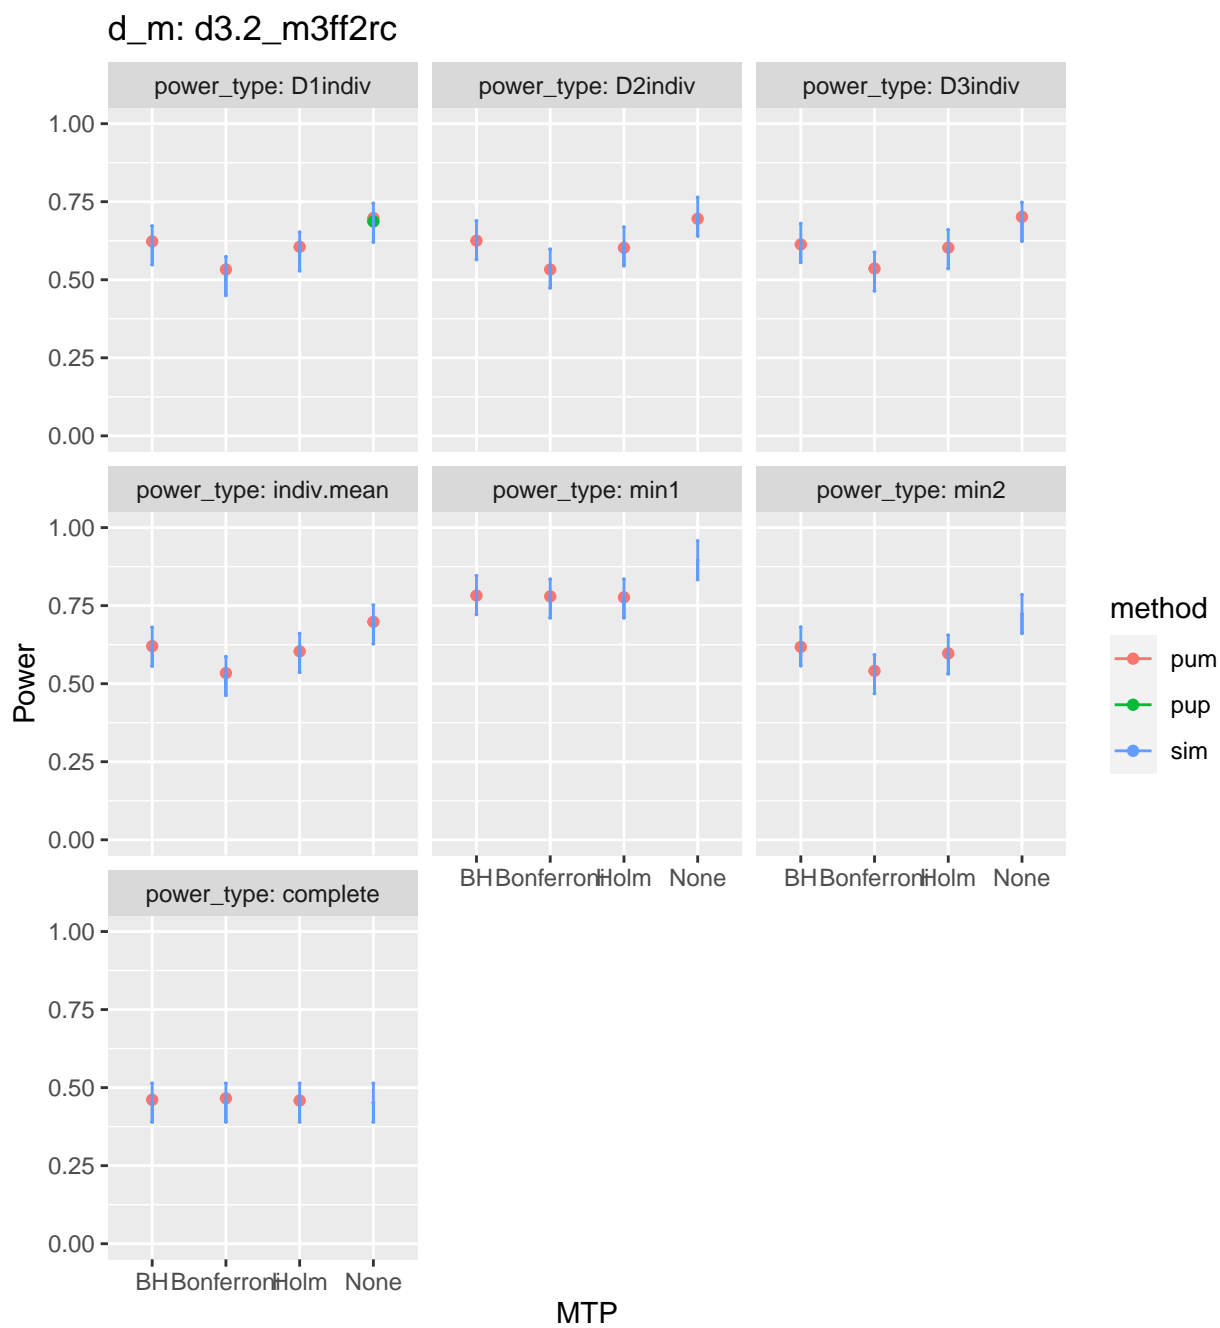 d_m: d3.2_m3ff2rc
power_type: D1indiv
power_type: D2indiv
power_type: D3indiv
1.00
0.75
0.50
0.25
0.00
power_type: indiv.mean
power_type: min1
power_type: min2
1.00
0.75
0.50
0.25
0.00
BH Bonferroni Holm None
BH Bonferroni Holm None
power_type: complete
1.00
0.75
0.50
0.25
0.00
BH Bonferroni Holm None
MTP
Power
method
pum
pup
sim